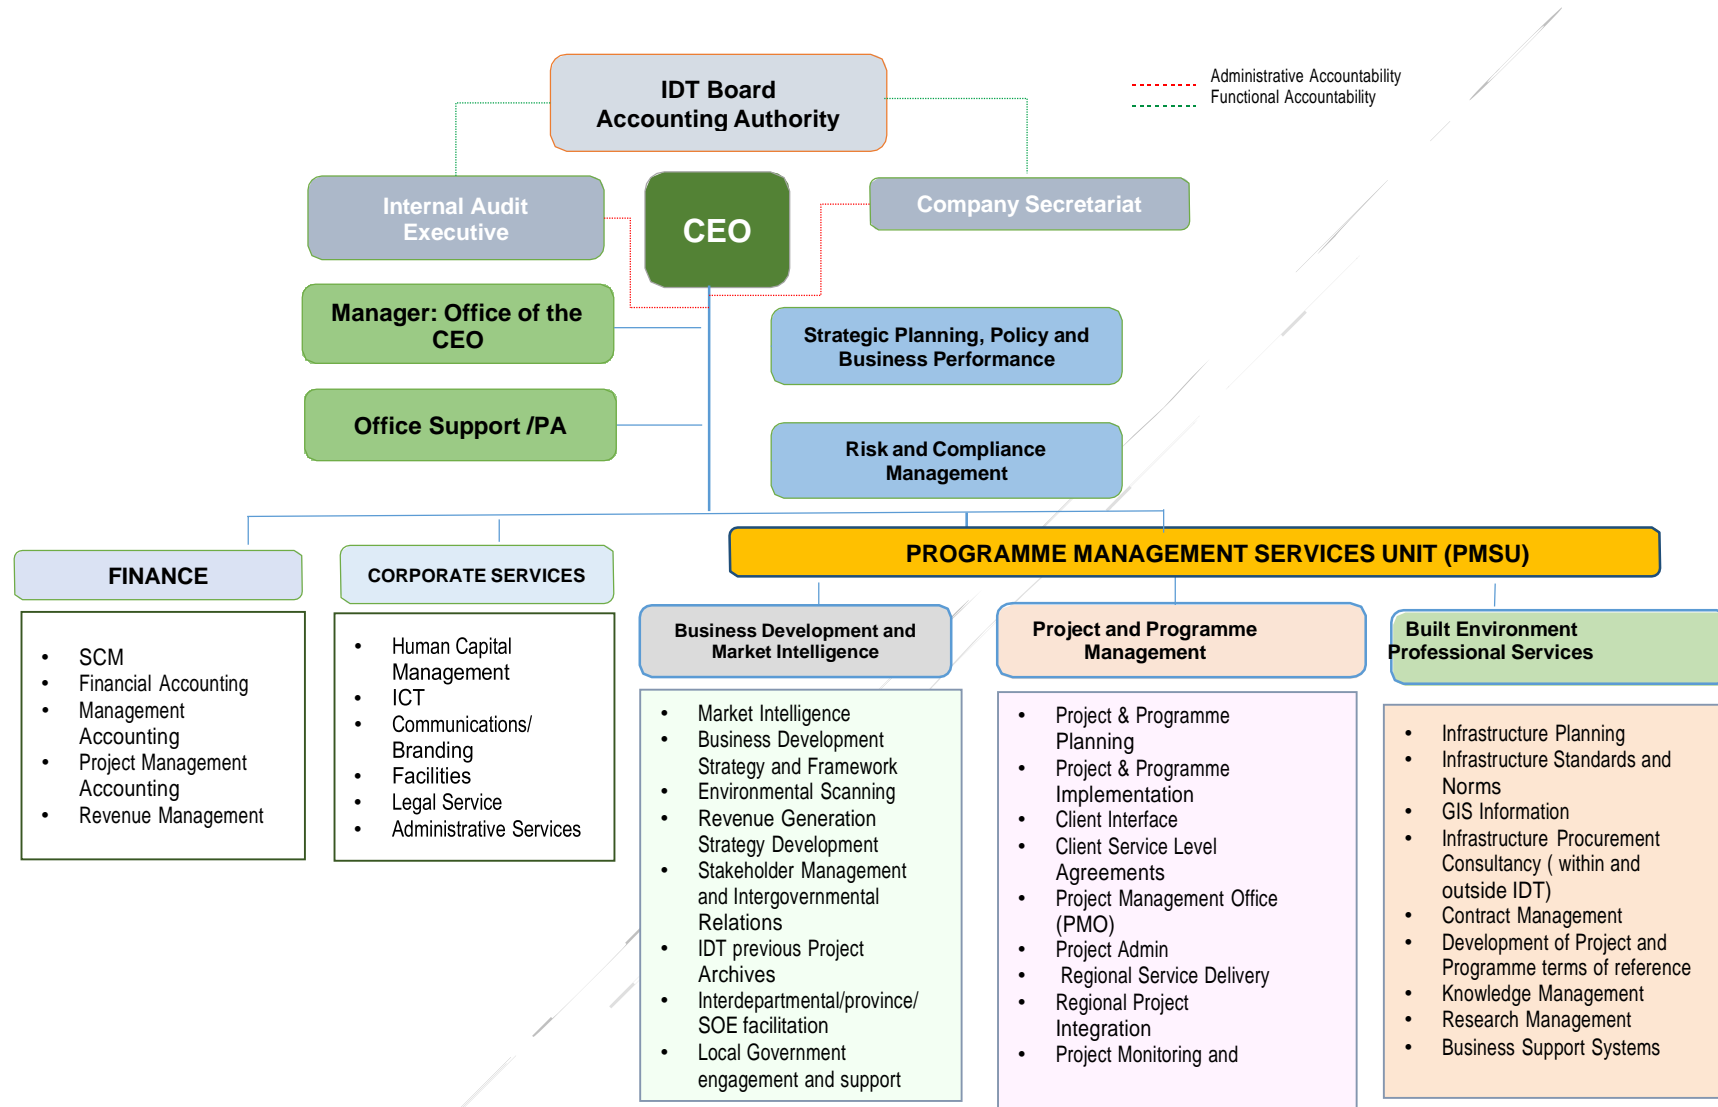 IDT Board
Accounting Authority
Administrative Accountability
Functional Accountability
Internal Audit
Executive
CEO
Company Secretariat
Manager: Office of the
CEO
Strategic Planning, Policy and
Business Performance
Office Support /PA
Risk and Compliance
Management
FINANCE
CORPORATE SERVICES
PROGRAMME MANAGEMENT SERVICES UNIT (PMSU)
• SCM
• Financial Accounting
• Management
Accounting
• Project Management
Accounting
• Revenue Management
• Human Capital
Management
• ICT
• Communications/
Branding
• Facilities
• Legal Service
• Administrative Services
Business Development and
Market Intelligence
• Market Intelligence
• Business Development
Strategy and Framework
• Environmental Scanning
• Revenue Generation
Strategy Development
• Stakeholder Management
and Intergovernmental
Relations
• IDT previous Project
Archives
• Interdepartmental/province/
SOE facilitation
• Local Government
engagement and support
Project and Programme
Management
• Project & Programme
Planning
• Project & Programme
Implementation
• Client Interface
• Client Service Level
Agreements
• Project Management Office
(PMO)
• Project Admin
• Regional Service Delivery
• Regional Project
Integration
• Project Monitoring and
Built Environment
Professional Services
• Infrastructure Planning
• Infrastructure Standards and
Norms
• GIS Information
• Infrastructure Procurement
Consultancy ( within and
outside IDT)
• Contract Management
• Development of Project and
Programme terms of reference
• Knowledge Management
• Research Management
• Business Support Systems